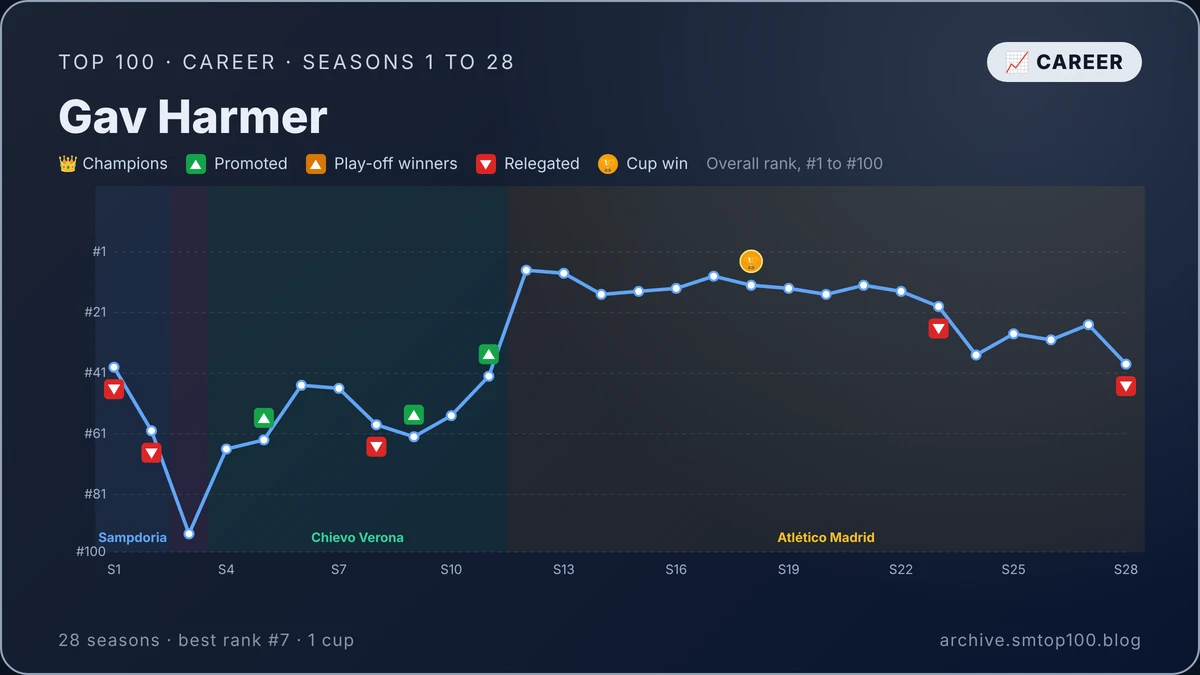 TOP 100 · CAREER · SEASONS 1 TO 28
CAREER
Gav Harmer
Champions Promoted Play-off winners Relegated Cup win Overall rank, #1 to #100
#1
#21
#41
#61
#81
#100
Sampdoria Chievo Verona Atlético Madrid
S1 S4 S7 S10 S13 S16 S19 S22 S25 S28
28 seasons · best rank #7 · 1 cup
archive.smtop100.blog